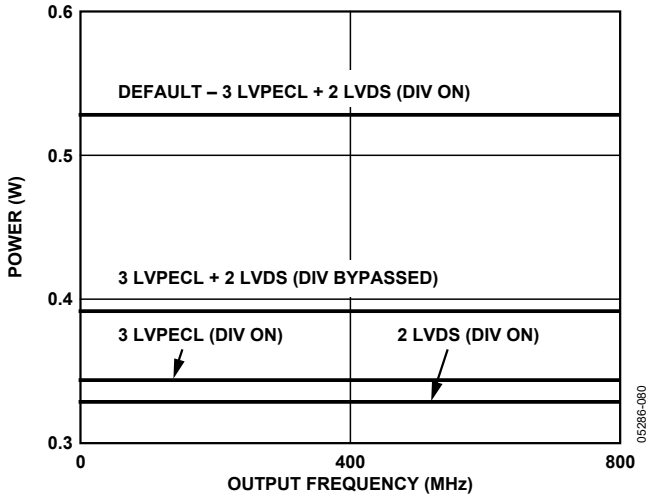 0.6
DEFAULT – 3 LVPECL + 2 LVDS (DIV ON)
0.5
POWER (W)
3 LVPECL + 2 LVDS (DIV BYPASSED)
0.4
3 LVPECL (DIV ON)
2 LVDS (DIV ON)
0.3
0
400
800
OUTPUT FREQUENCY (MHz)
05286-080